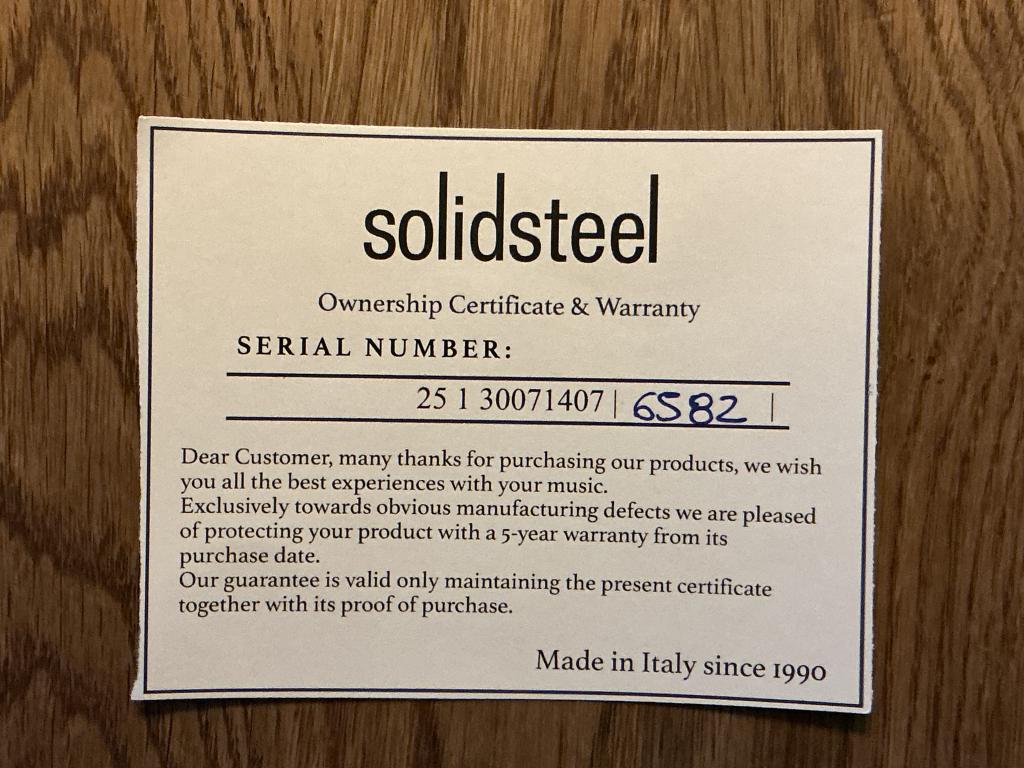 solidsteel
Ownership Certificate & Warranty
SERIAL NUMBER:
25 1 30071407 | 6582 |
Dear Customer, many thanks for purchasing our products, we wish
you all the best experiences with your music.
Exclusively towards obvious manufacturing defects we are pleased
of protecting your product with a 5-year warranty from its
purchase date.
Our guarantee is valid only maintaining the present certificate
together with its proof of purchase.
Made in Italy since 1990